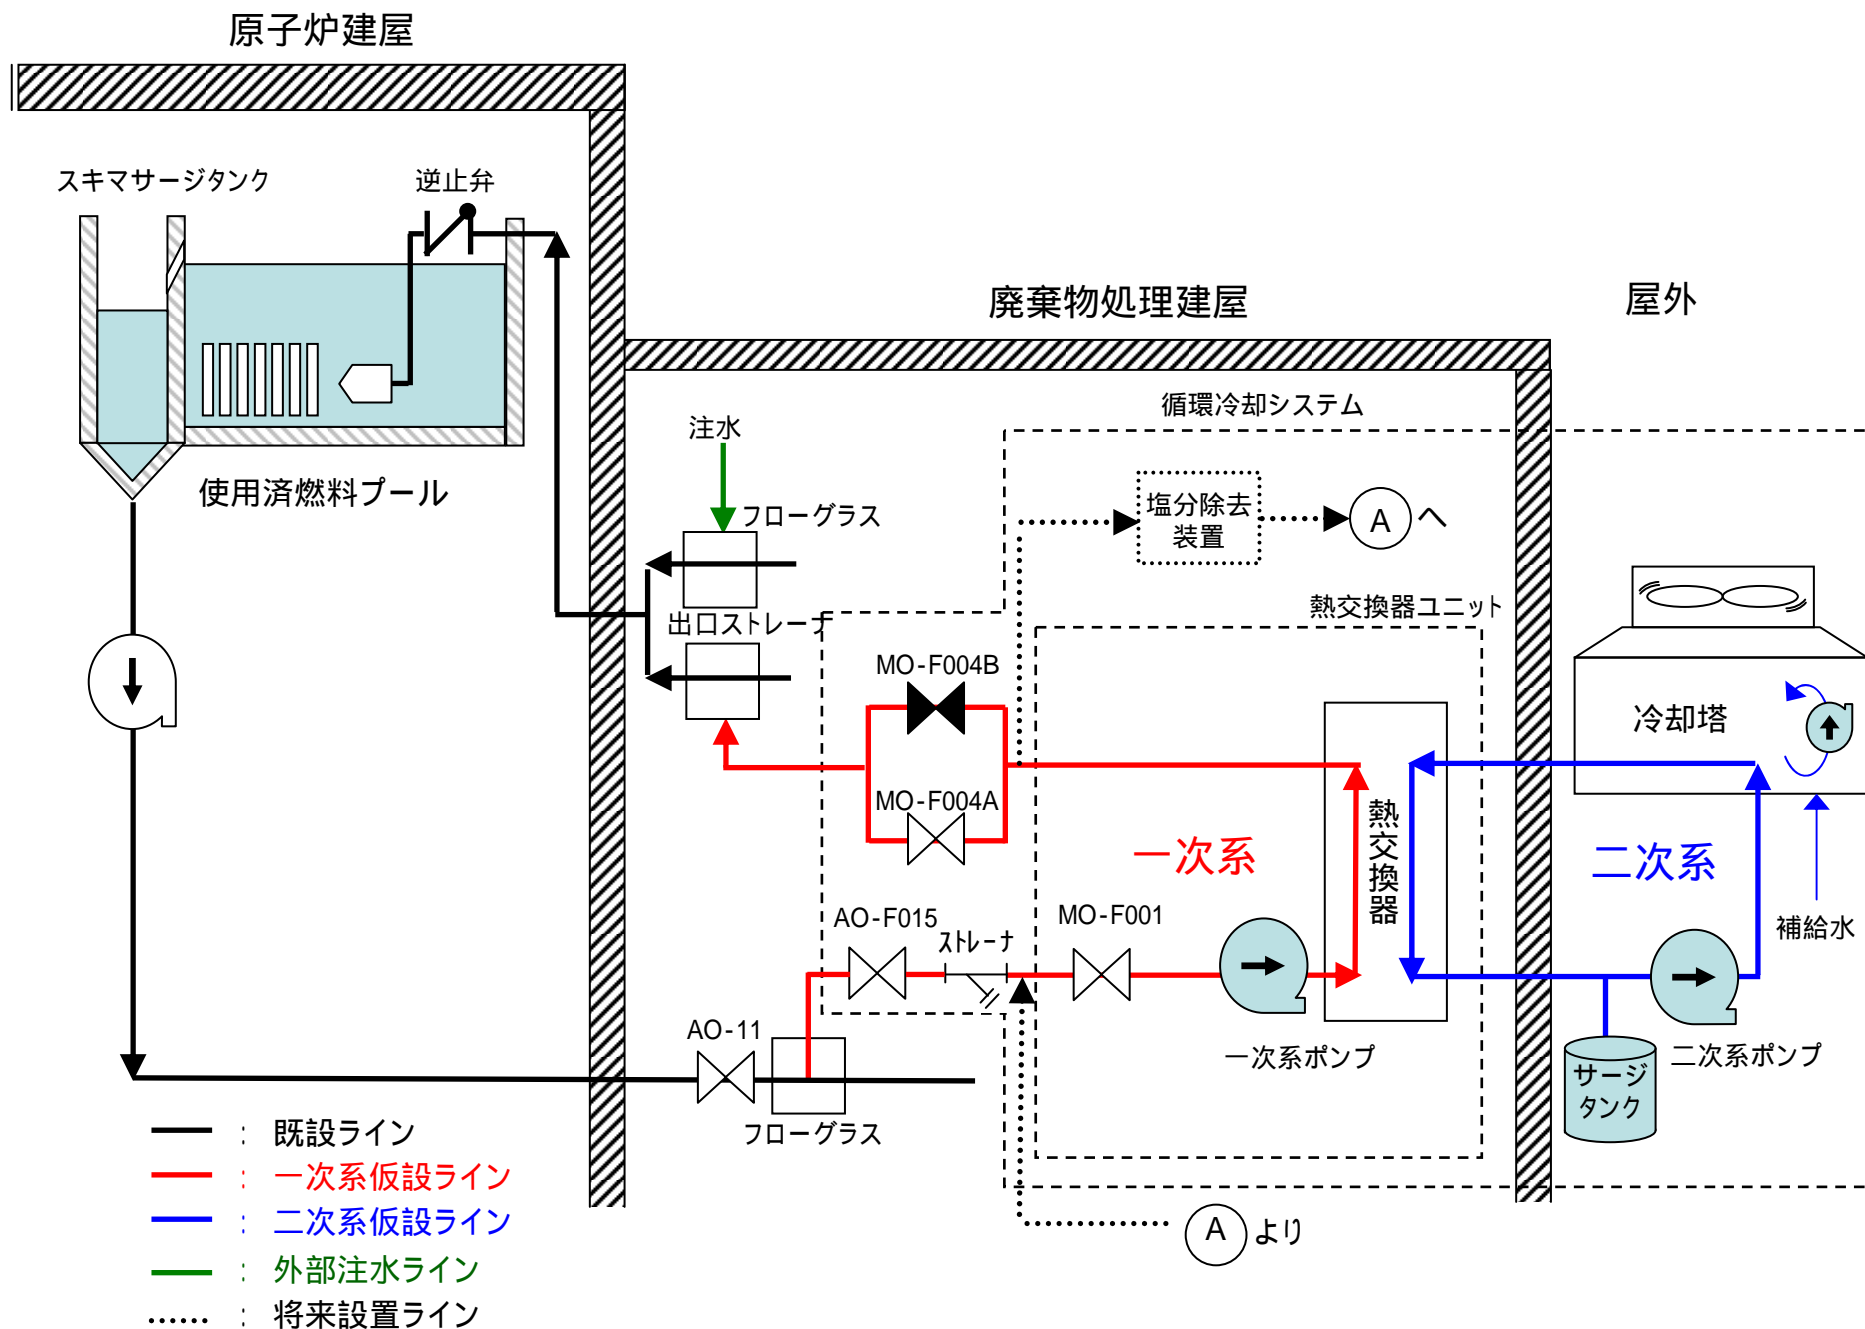 原子炉建屋
スキマサージタンク
逆止弁
使用済燃料プール
廃棄物処理建屋
屋外
循環冷却システム
注水
フローグラス
塩分除去
装置
A
へ
出口ストレーナ
熱交換器ユニット
MO-F004B
冷却塔
MO-F004A
熱交換器
一次系
二次系
AO-F015
ストレーナ
MO-F001
補給水
AO-11
一次系ポンプ
二次系ポンプ
サージ
タンク
フローグラス
A
より
： 既設ライン
： 一次系仮設ライン
： 二次系仮設ライン
： 外部注水ライン
： 将来設置ライン